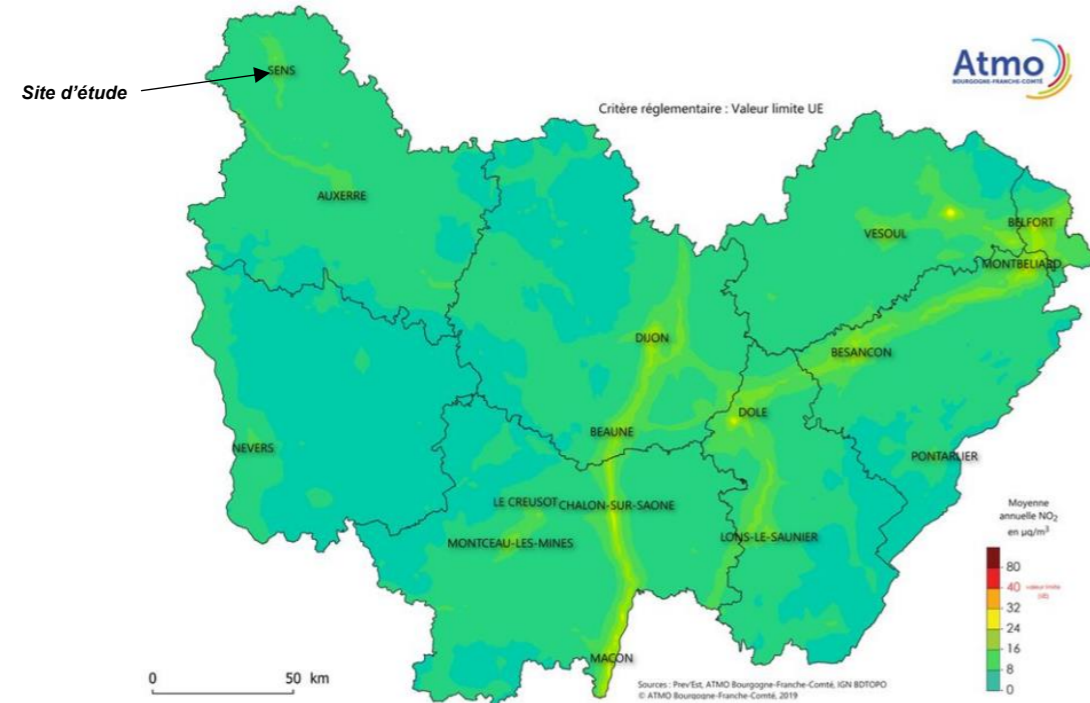 Atmo
BOURGOGNE-FRANCHE-COMTÉ
Critère réglementaire : Valeur limite UE
Site d'étude
SENS
AUXERRE
VESOUL
BELFORT
MONTBELIARD
DIJON
BESANCON
DOLE
BEAUNE
NEVERS
PONTARLIER
LE CREUSOT
CHALON-SUR-SAONE
MONTCEAU-LES-MINES
LONS-LE-SAUNIER
MACON
Moyenne
annuelle NO2
en µg/m3
80
40 valeur limite
(UE)
32
24
16
8
0
0 50 km
Sources : Prev'Est, ATMO Bourgogne-Franche-Comté, IGN BDTOPO
© ATMO Bourgogne-Franche-Comté, 2019